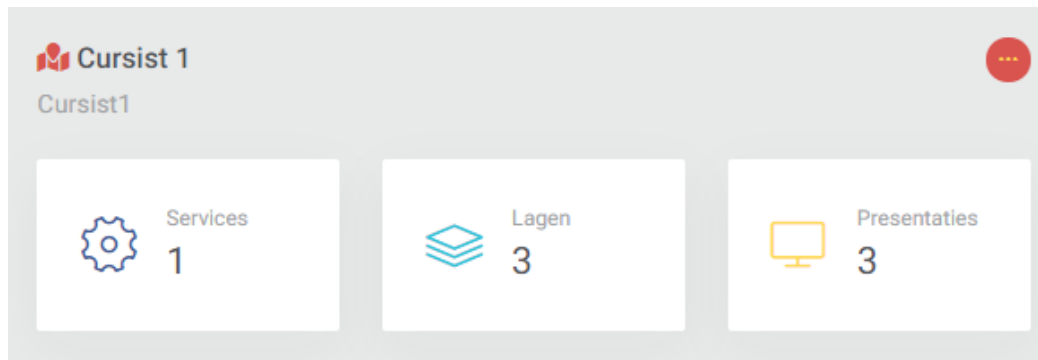 Cursist 1
Cursist1
Services
1
Lagen
3
Presentaties
3